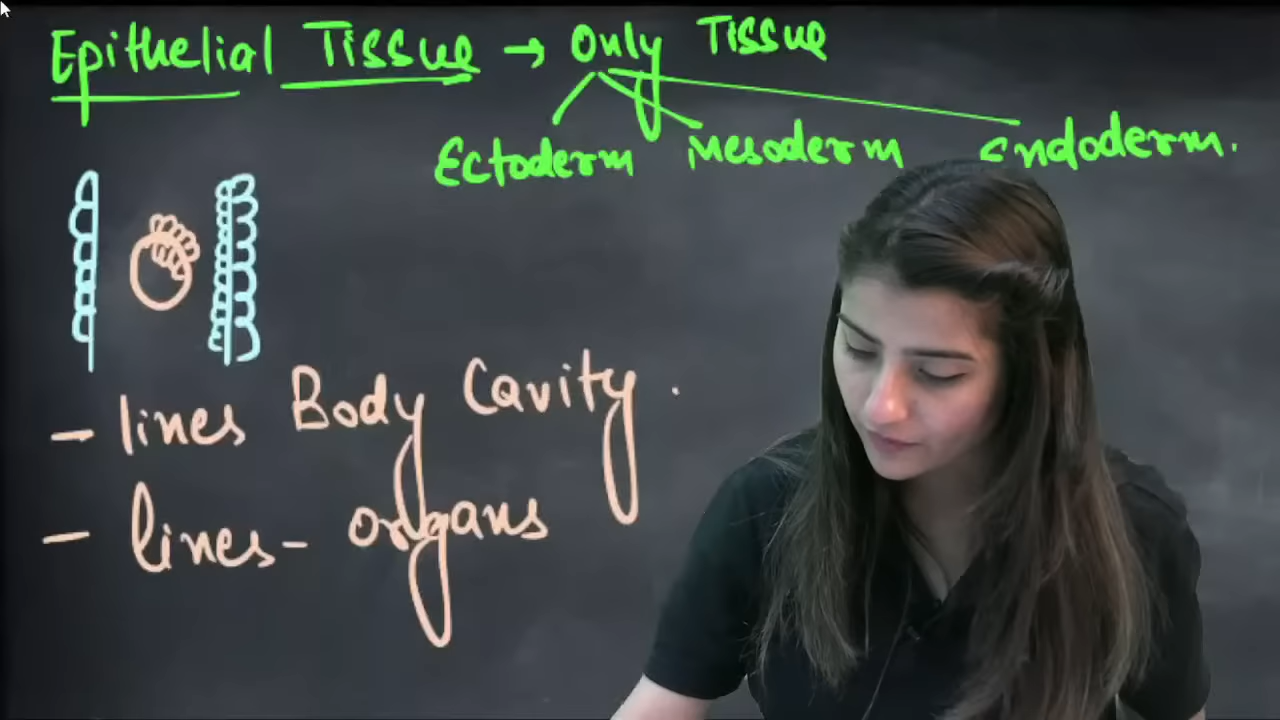 Epithelial Tissue → Only Tissue
Ectoderm Mesoderm Endoderm.
- lines Body Cavity.
- lines - organs